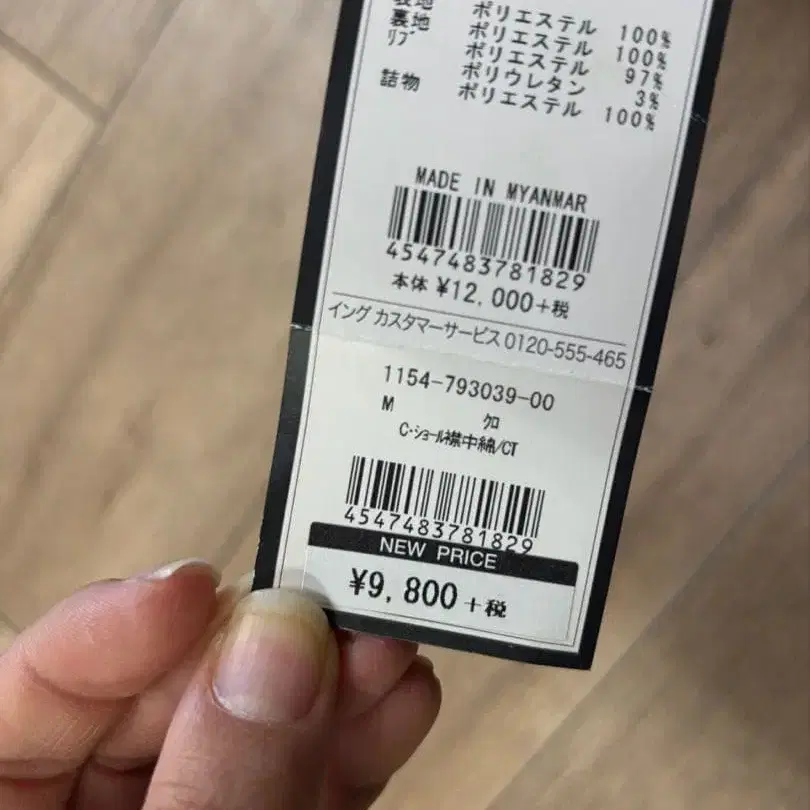 表地 ポリエステル 100%
裏地 ポリエステル 100%
ﾘﾌﾞ ポリエステル 97%
ポリウレタン 3%
詰物 ポリエステル 100%
MADE IN MYANMAR
4547483781829
本体 ¥12,000+税
イング カスタマーサービス 0120-555-465
1154-793039-00
M ｸﾛ
C･ｼｮｰﾙ襟中綿/CT
4547483781829
NEW PRICE
¥9,800+税